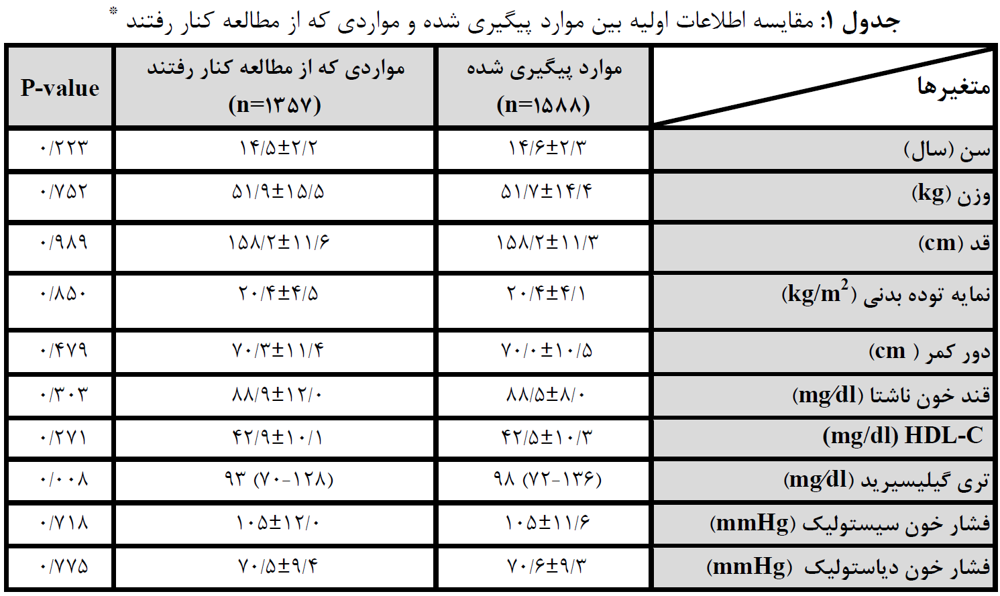 جدول ۱: مقایسه اطلاعات اولیه بین موارد پیگیری شده و مواردی که از مطالعه کنار رفتند *
متغیرها موارد پیگیری شده (n=۱۵۸۸) مواردی که از مطالعه کنار رفتند (n=۱۳۵۷) P-value
سن (سال) ۱۴/۶±۲/۳ ۱۴/۵±۲/۲ ۰/۲۲۳
وزن (kg) ۵۱/۷±۱۴/۴ ۵۱/۹±۱۵/۵ ۰/۷۵۲
قد (cm) ۱۵۸/۲±۱۱/۳ ۱۵۸/۲±۱۱/۶ ۰/۹۸۹
نمایه توده بدنی (kg/m²) ۲۰/۴±۴/۱ ۲۰/۴±۴/۵ ۰/۸۵۰
دور کمر ( cm) ۷۰/۰±۱۰/۵ ۷۰/۳±۱۱/۴ ۰/۴۷۹
قند خون ناشتا (mg/dl) ۸۸/۵±۸/۰ ۸۸/۹±۱۲/۰ ۰/۳۰۳
HDL-C (mg/dl) ۴۲/۵±۱۰/۳ ۴۲/۹±۱۰/۱ ۰/۲۷۱
تری گیلیسیرید (mg/dl) ۹۸ (۷۲-۱۳۶) ۹۳ (۷۰-۱۲۸) ۰/۰۰۸
فشار خون سیستولیک (mmHg) ۱۰۵±۱۱/۶ ۱۰۵±۱۲/۰ ۰/۷۱۸
فشار خون دیاستولیک (mmHg) ۷۰/۶±۹/۳ ۷۰/۵±۹/۴ ۰/۷۷۵